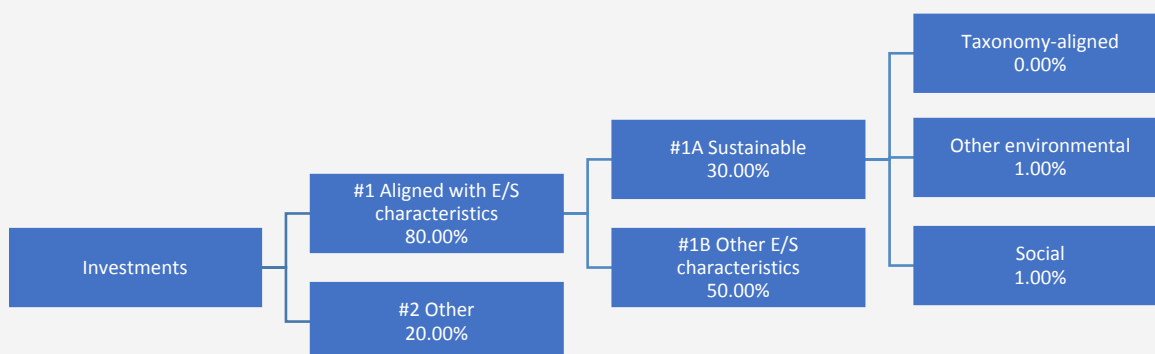 Investments
#1 Aligned with E/S
characteristics
80.00%
#2 Other
20.00%
#1A Sustainable
30.00%
#1B Other E/S
characteristics
50.00%
Taxonomy-aligned
0.00%
Other environmental
1.00%
Social
1.00%